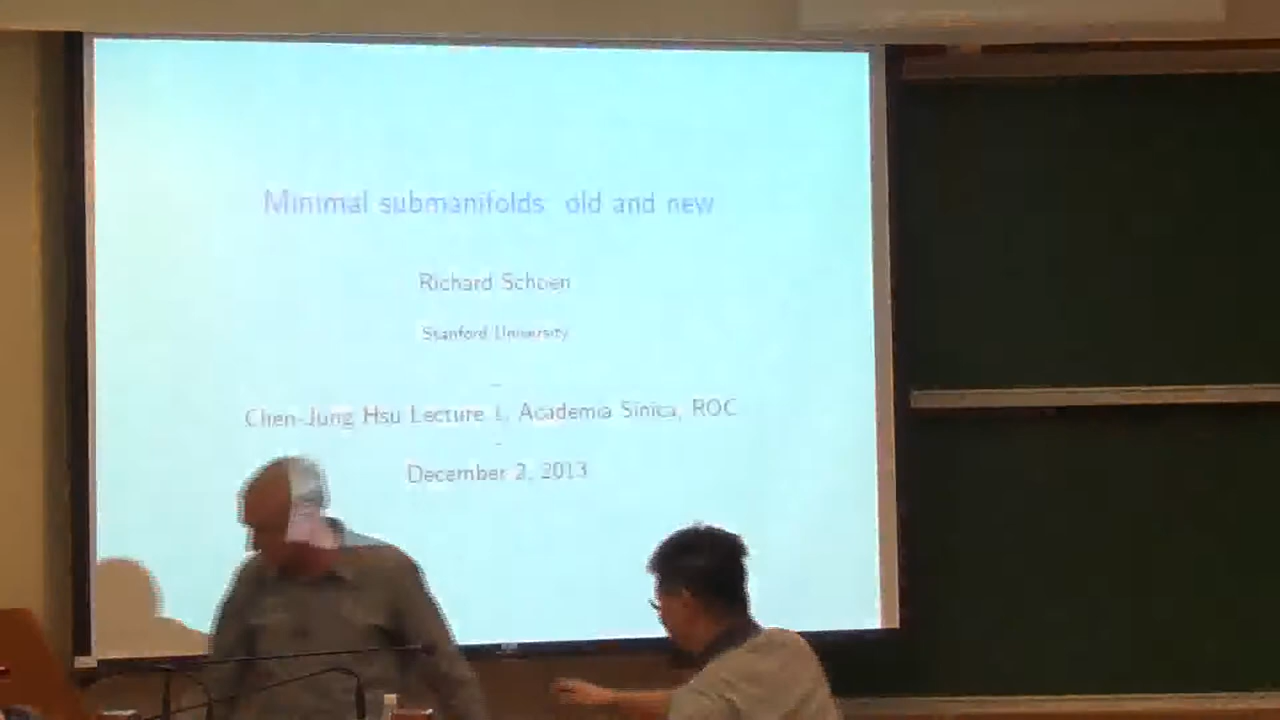 Minimal submanifolds: old and new
Richard Schoen
Stanford University
-
Chen-Jung Hsu Lecture 1, Academia Sinica, ROC
-
December 2, 2013